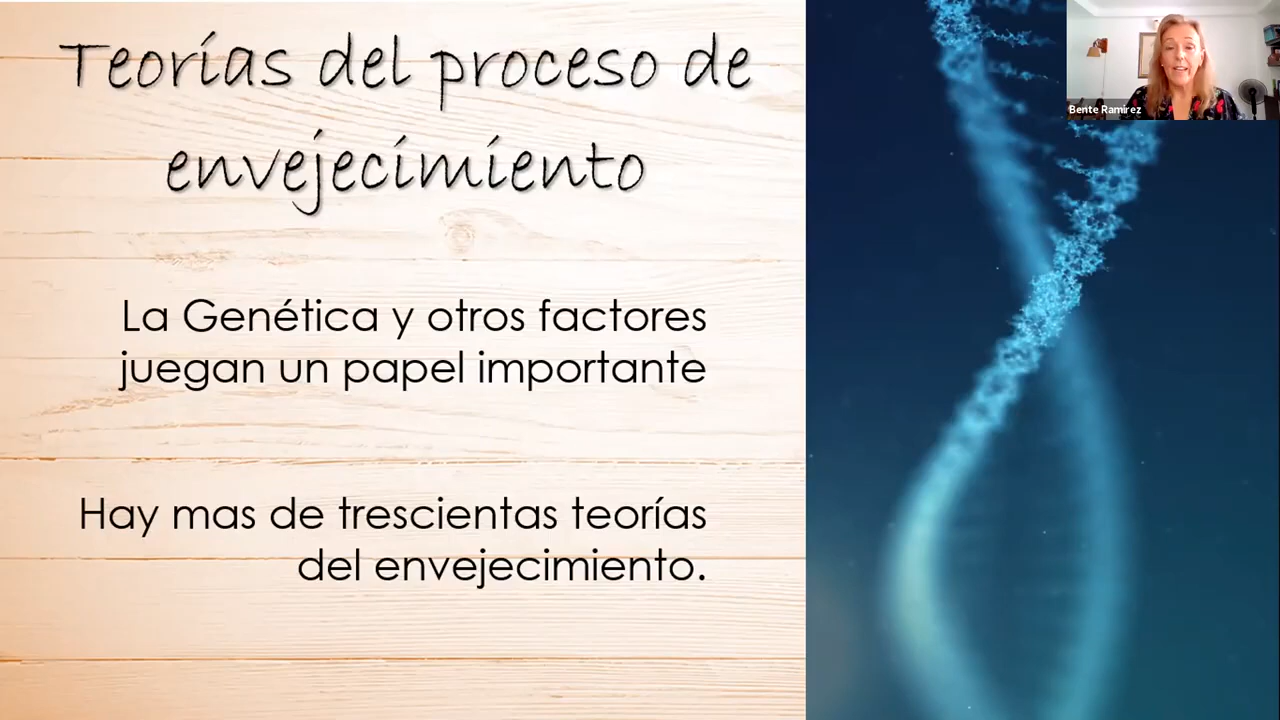 Teorías del proceso de
envejecimiento
La Genética y otros factores
juegan un papel importante
Hay mas de trescientas teorías
del envejecimiento.
Bente Ramírez